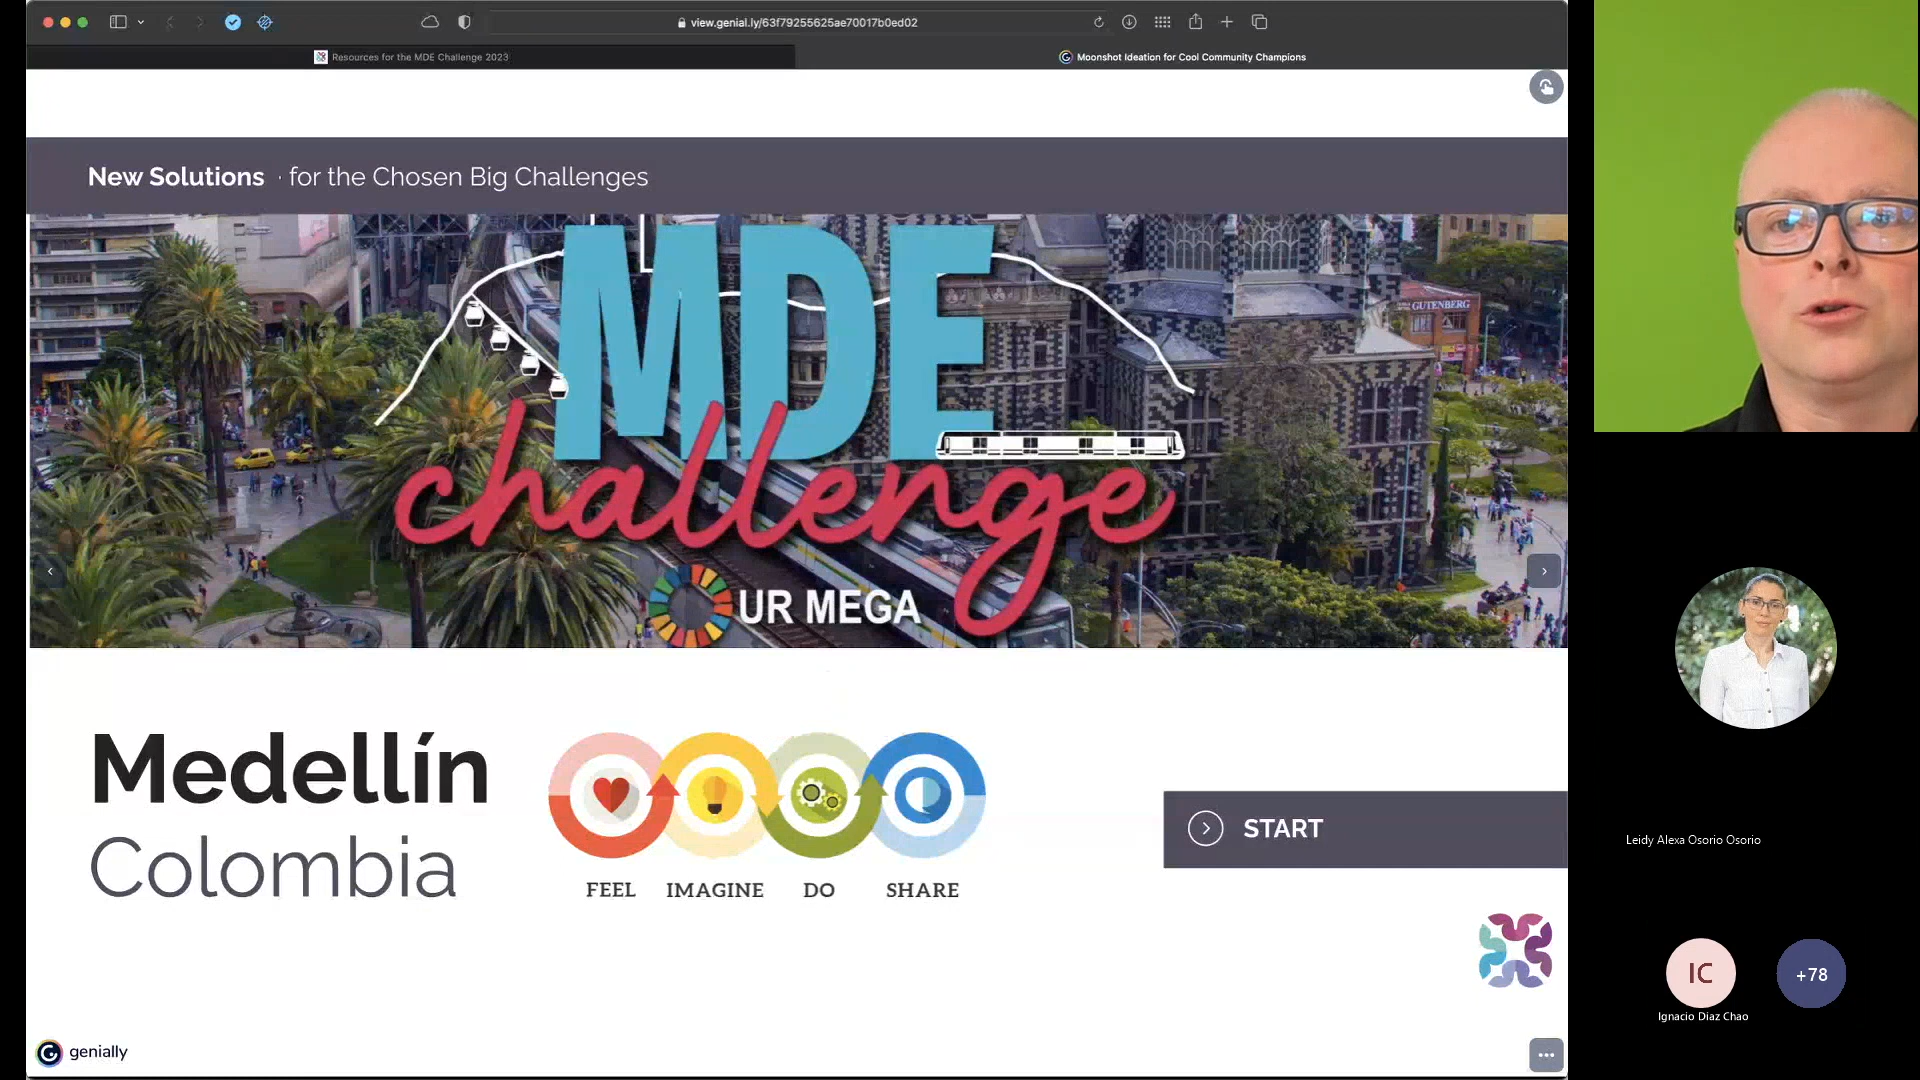 view.genial.ly/63f79255625ae70017b0ed02
Resources for the MDE Challenge 2023
Moonshot Ideation for Cool Community Champions
New Solutions · for the Chosen Big Challenges
GUTENBERG
MDE
challenge
UR MEGA
Medellín
Colombia
FEEL IMAGINE DO SHARE
START
genially
Leidy Alexa Osorio Osorio
IC
+78
Ignacio Diaz Chao